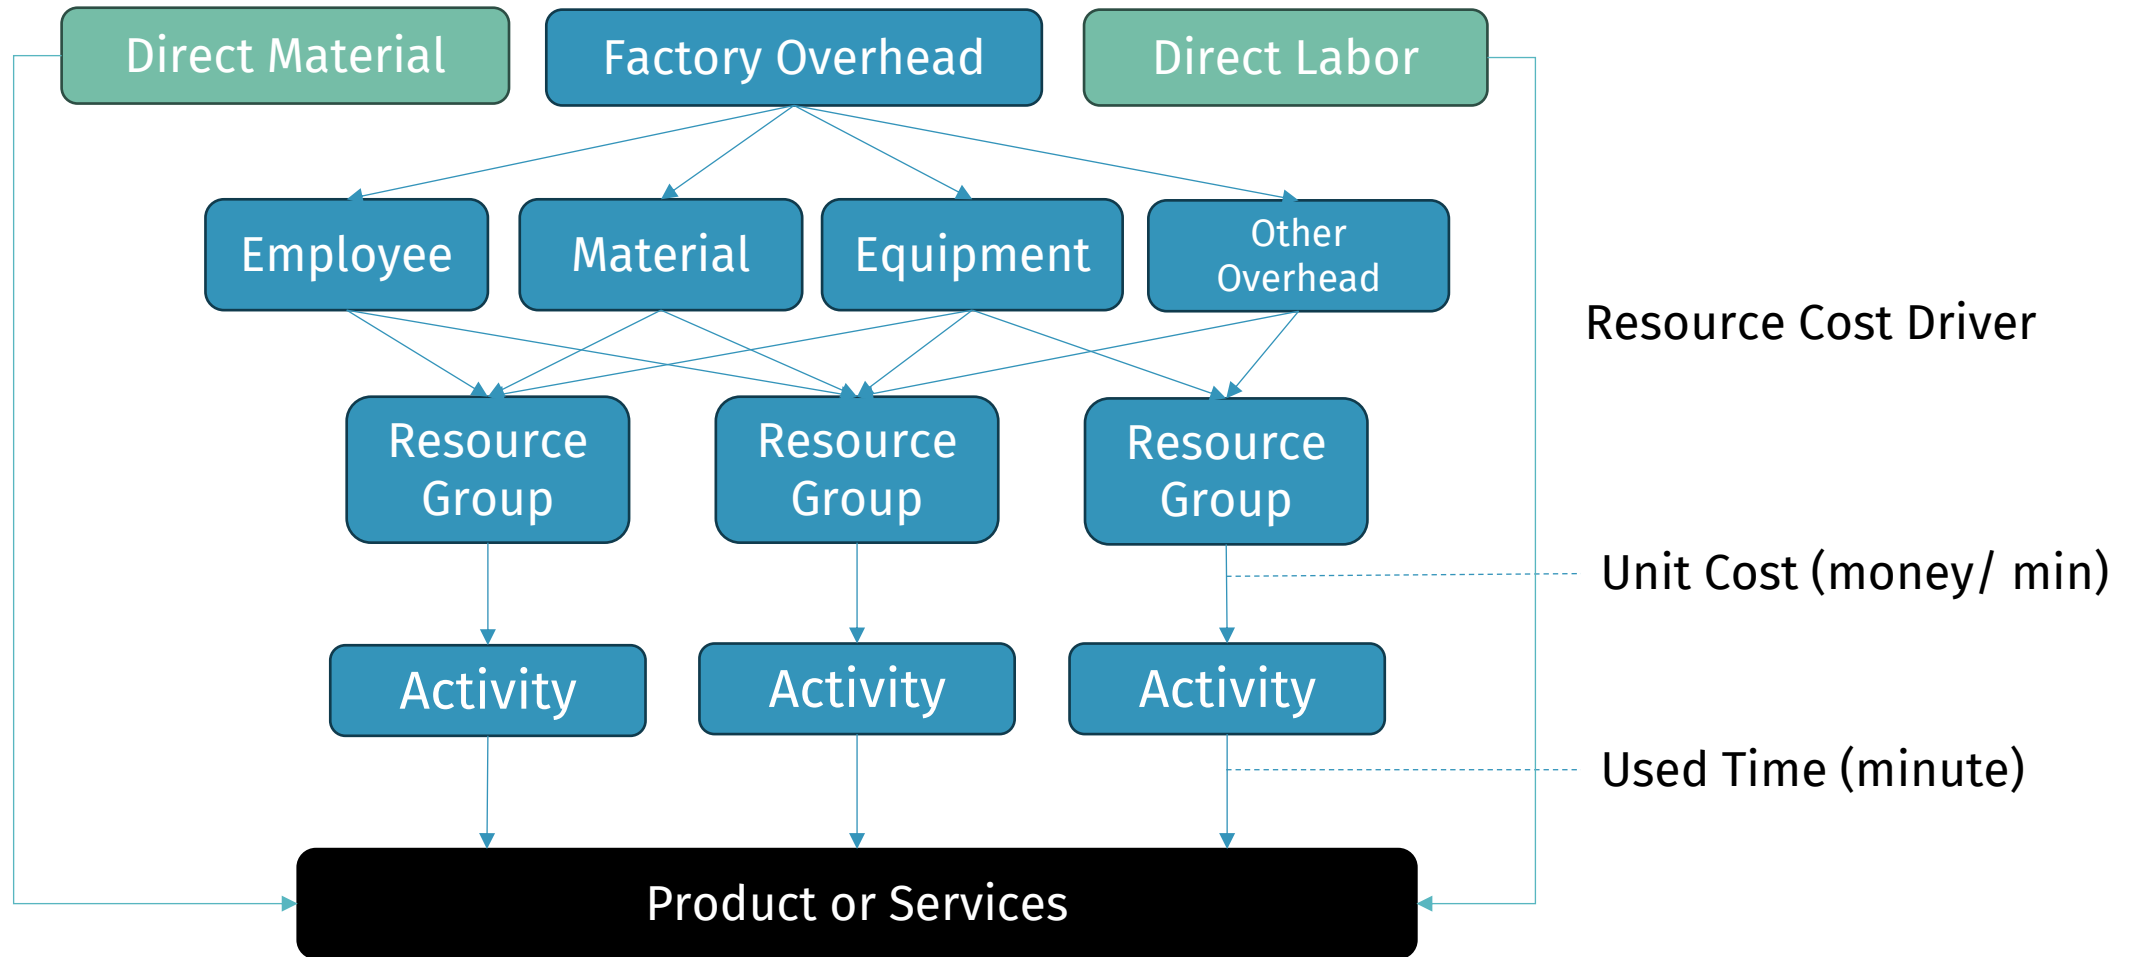 Direct Material
Factory Overhead
Direct Labor
Employee
Material
Equipment
Other
Overhead
Resource Cost Driver
Resource
Group
Resource
Group
Resource
Group
Unit Cost (money/ min)
Activity
Activity
Activity
Used Time (minute)
Product or Services